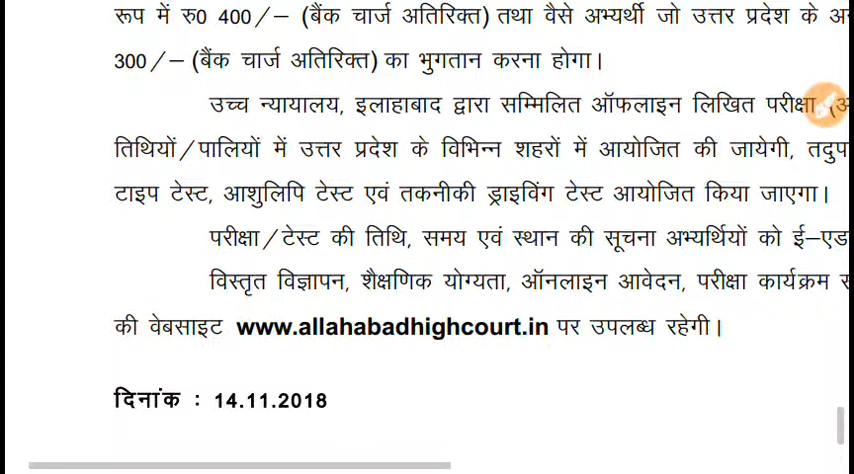 रूप में रु0 400/– (बैंक चार्ज अतिरिक्त) तथा वैसे अभ्यर्थी जो उत्तर प्रदेश के
300/– (बैंक चार्ज अतिरिक्त) का भुगतान करना होगा।
उच्च न्यायालय, इलाहाबाद द्वारा सम्मिलित ऑफलाइन लिखित परीक्षा
तिथियों/पालियों में उत्तर प्रदेश के विभिन्न शहरों में आयोजित की जायेगी,
टाइप टेस्ट, आशुलिपि टेस्ट एवं तकनीकी ड्राइविंग टेस्ट आयोजित किया जाएगा।
परीक्षा/टेस्ट की तिथि, समय एवं स्थान की सूचना अभ्यर्थियों को
विस्तृत विज्ञापन, शैक्षणिक योग्यता, ऑनलाइन आवेदन, परीक्षा कार्यक्रम
की वेबसाइट www.allahabadhighcourt.in पर उपलब्ध रहेगी।
दिनांक : 14.11.2018